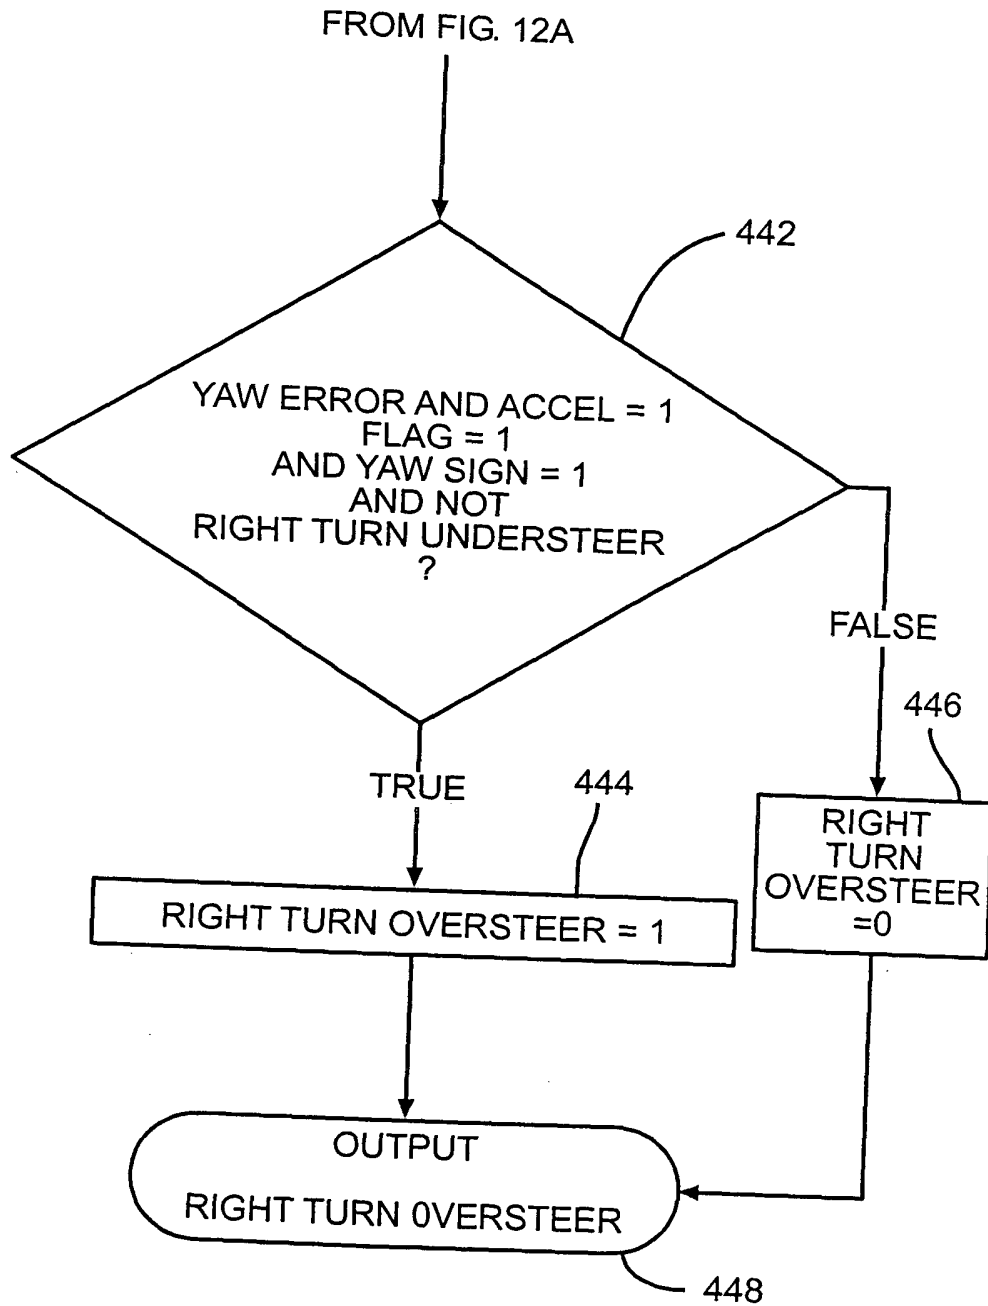 FROM FIG. 12A
442
YAW ERROR AND ACCEL = 1
FLAG = 1
AND YAW SIGN = 1
AND NOT
RIGHT TURN UNDERSTEER
?
FALSE
446
TRUE
444
RIGHT
TURN
OVERSTEER
=0
RIGHT TURN OVERSTEER = 1
OUTPUT
RIGHT TURN 0VERSTEER
448